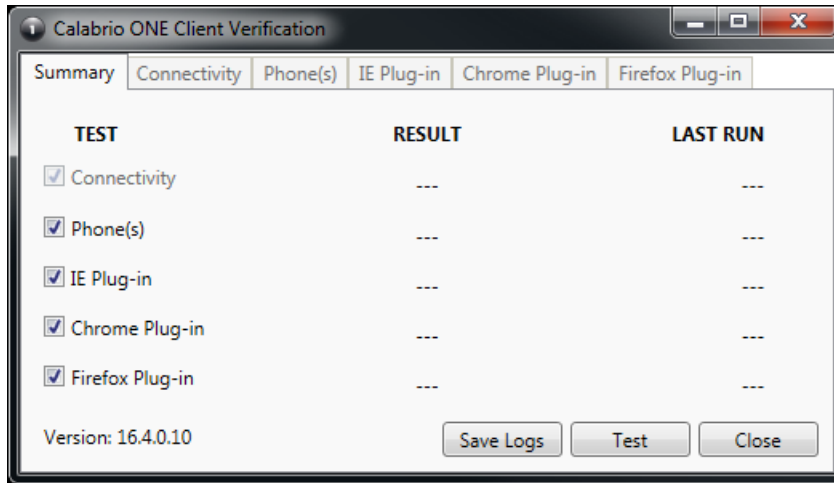 Calabrio ONE Client Verification
Summary Connectivity Phone(s) IE Plug-in Chrome Plug-in Firefox Plug-in
TEST RESULT LAST RUN
Connectivity --- ---
Phone(s) --- ---
IE Plug-in --- ---
Chrome Plug-in --- ---
Firefox Plug-in --- ---
Version: 16.4.0.10 Save Logs Test Close